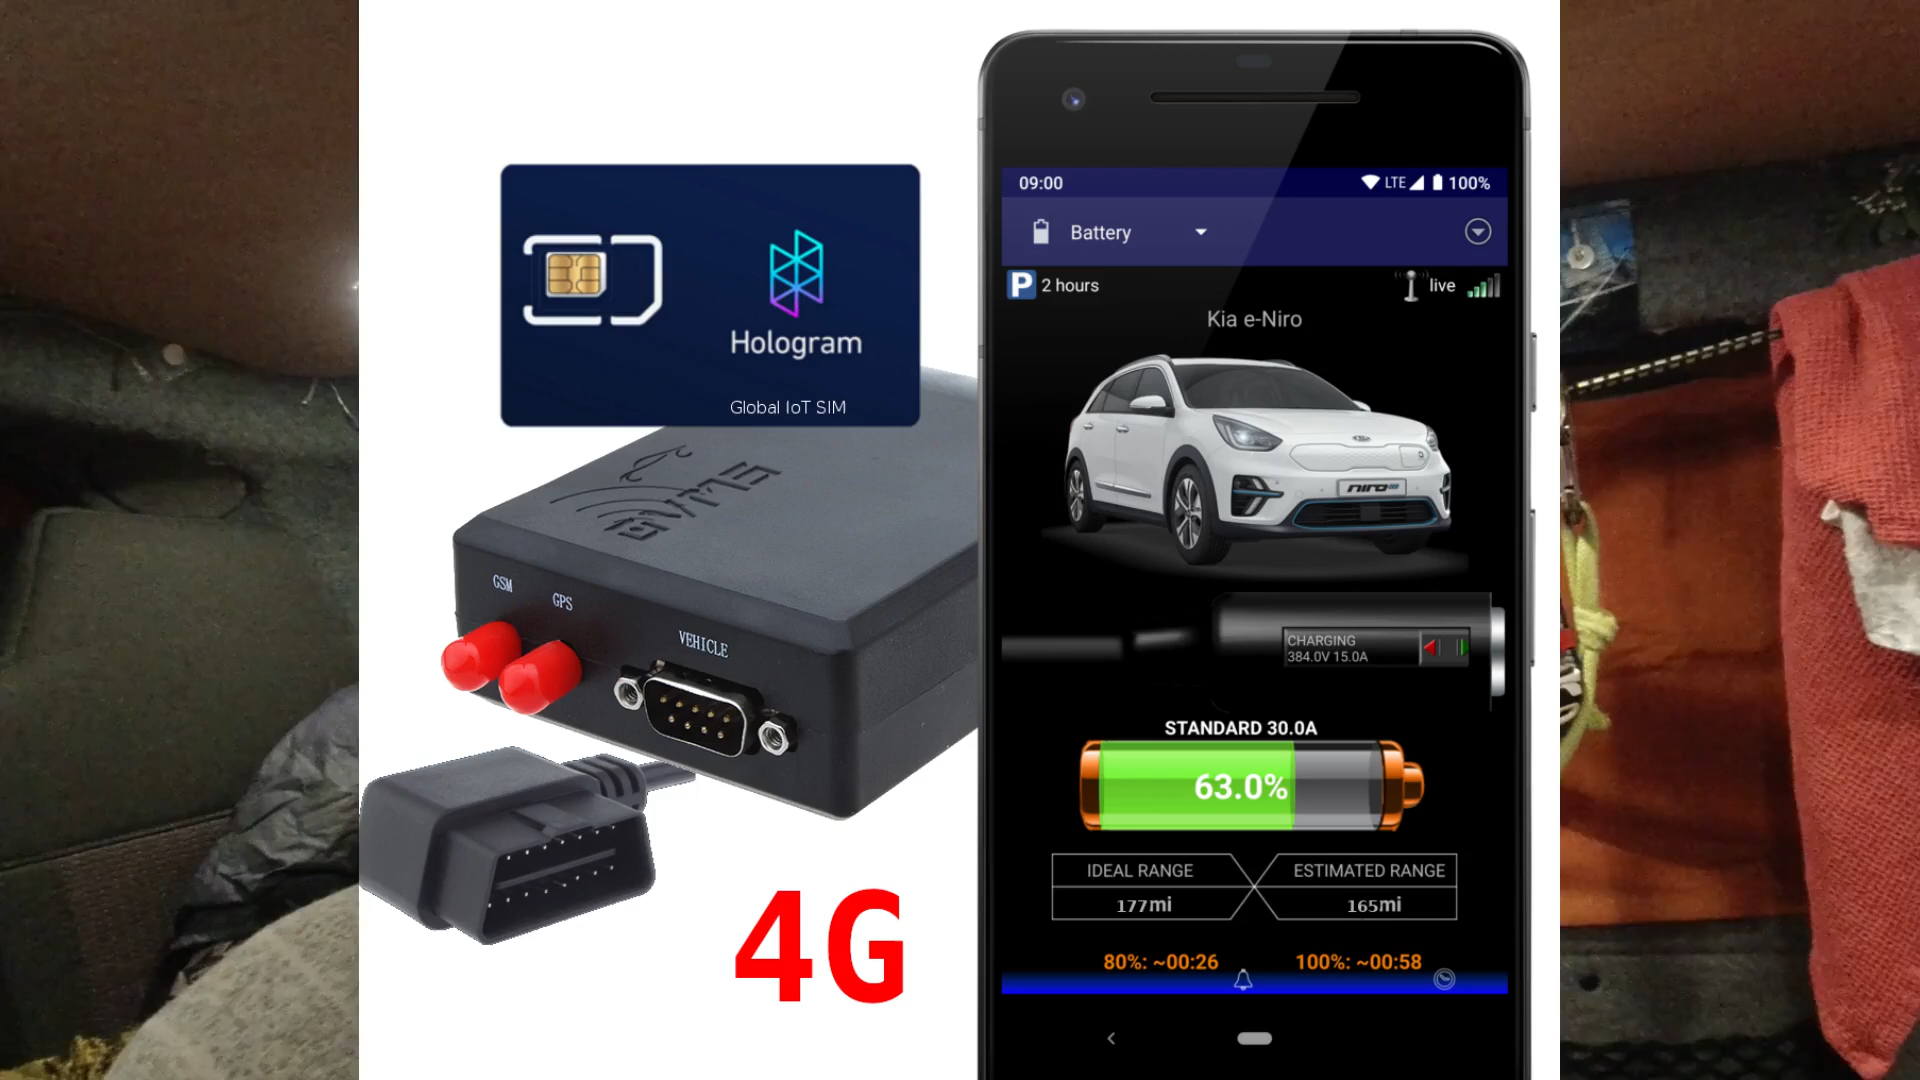 Hologram
Global IoT SIM
OVMS
GSM
GPS
VEHICLE
4G
09:00
LTE
100%
Battery
P 2 hours
live
Kia e-Niro
niro
CHARGING
384.0V 15.0A
STANDARD 30.0A
63.0%
IDEAL RANGE
ESTIMATED RANGE
177mi
165mi
80%: ~00:26
100%: ~00:58